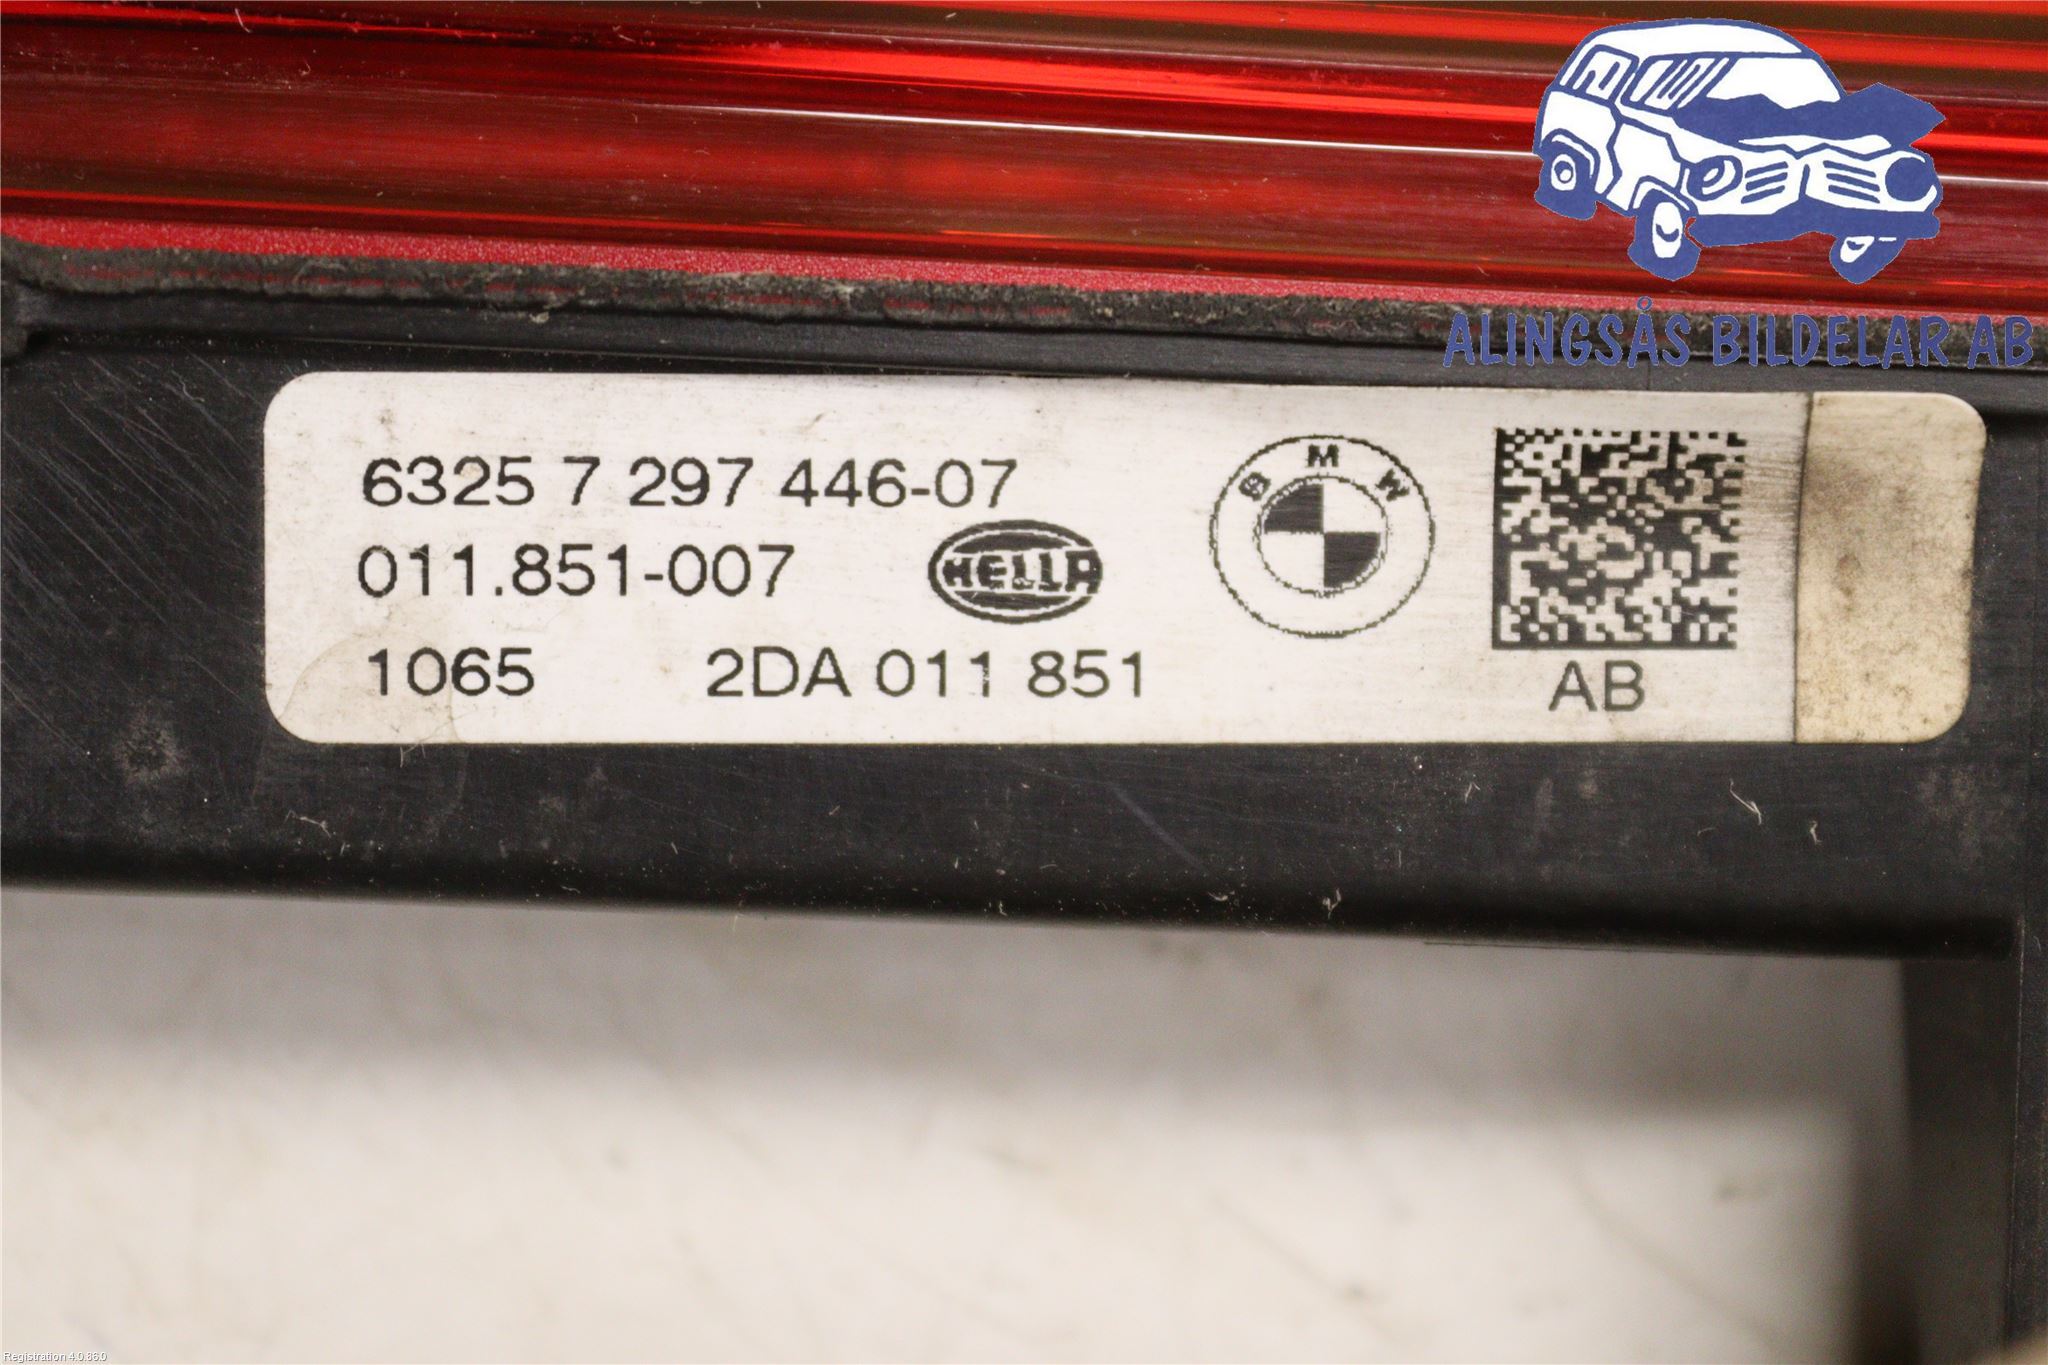 ALINGSÅS BILDELAR AB
6325 7 297 446-07
BMW
011.851-007
HELLA
1065 2DA 011 851
AB
Registration 4.0.86.0